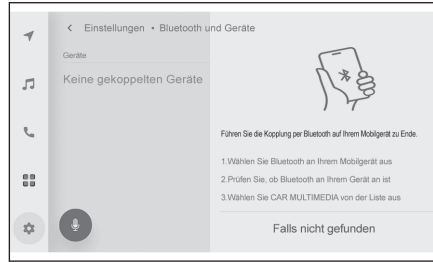 Einstellungen • Bluetooth und Geräte
Geräte
Keine gekoppelten Geräte
Führen Sie die Kopplung per Bluetooth auf Ihrem Mobilgerät zu Ende.
1.Wählen Sie Bluetooth an Ihrem Mobilgerät aus
2.Prüfen Sie, ob Bluetooth an Ihrem Gerät an ist
3.Wählen Sie CAR MULTIMEDIA von der Liste aus
Falls nicht gefunden